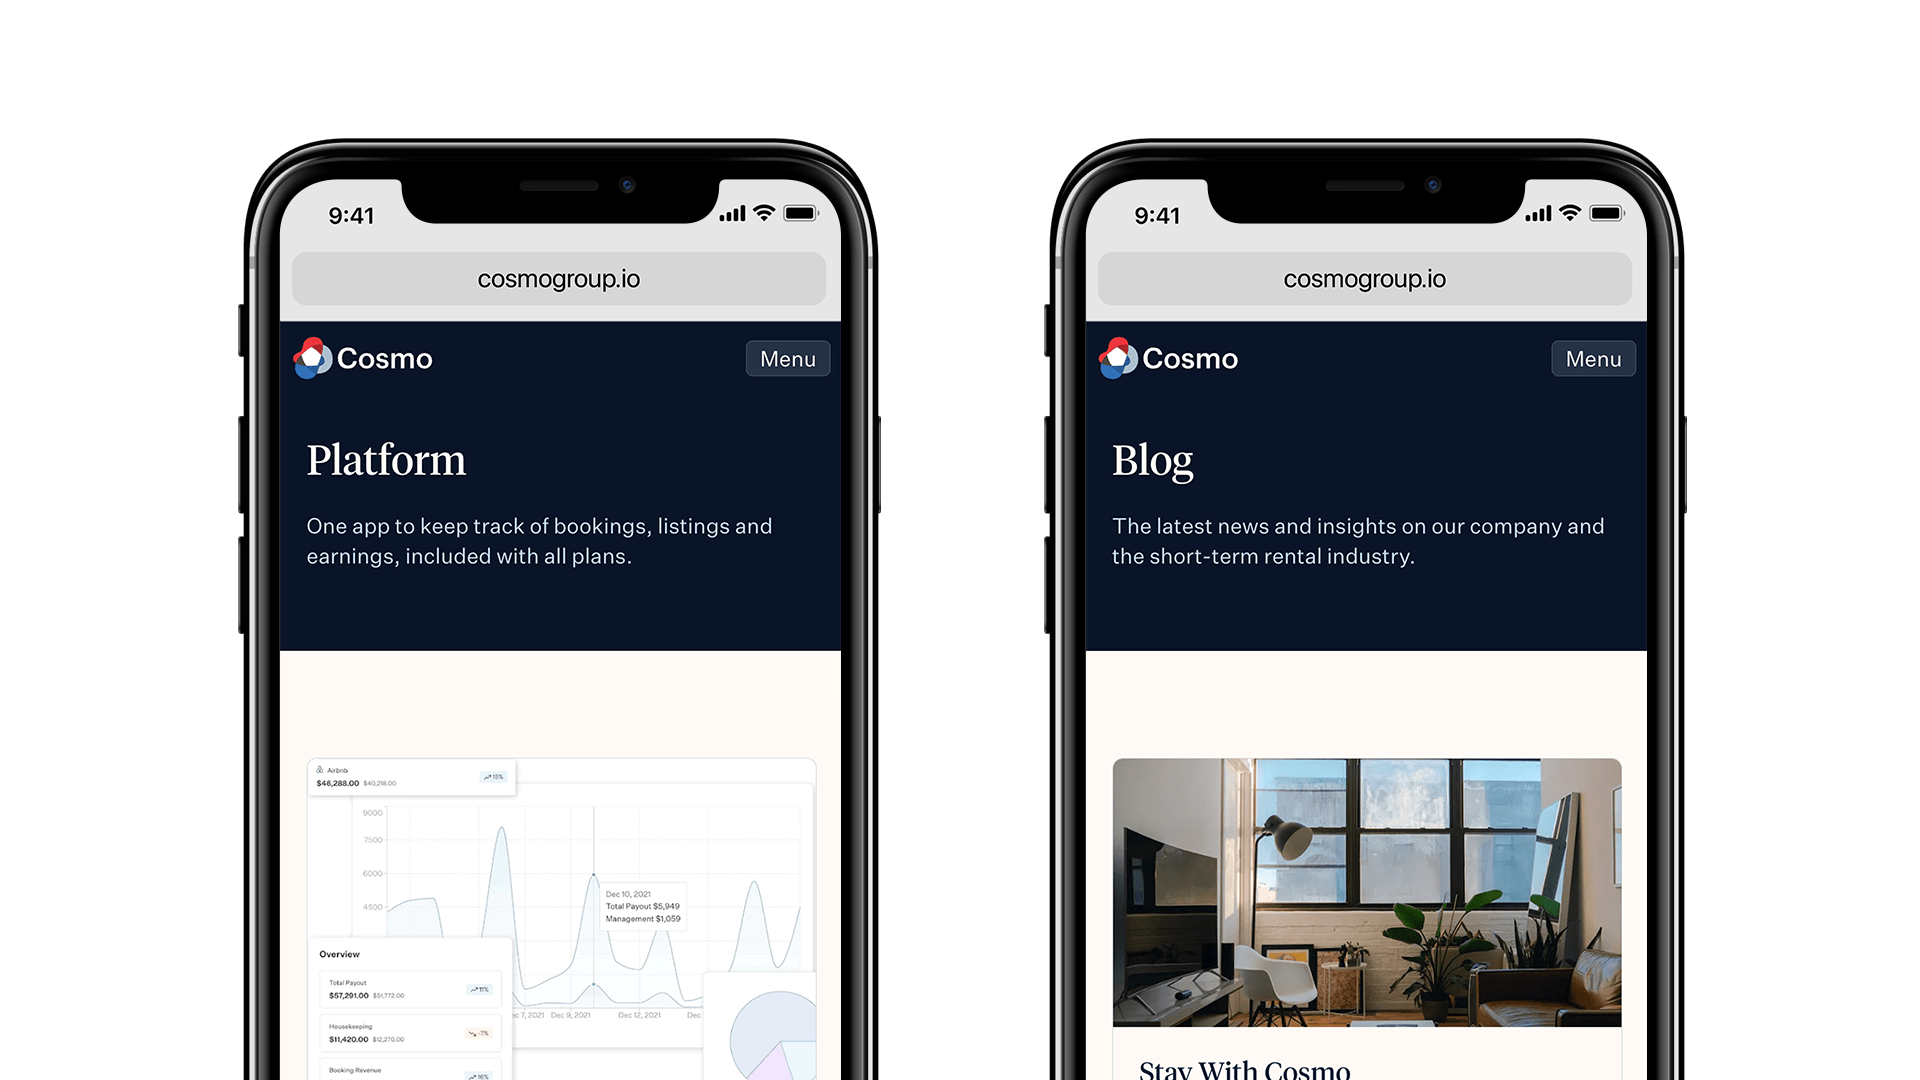 9:41
cosmogroup.io
Cosmo
Menu
Platform
One app to keep track of bookings, listings and
earnings, included with all plans.
Airbnb
$46,288.00 $40,218.00
15%
9000
7500
6000
4500
Dec 10, 2021
Total Payout $5,949
Management $1,059
Overview
Total Payout
$57,291.00 $51,772.00
11%
Housekeeping
$11,420.00 $12,270.00
-7%
Booking Revenue
16%
ec 7, 2021 Dec 9, 2021 Dec 12, 2021 Dec
9:41
cosmogroup.io
Cosmo
Menu
Blog
The latest news and insights on our company and
the short-term rental industry.
Stay With Cosmo